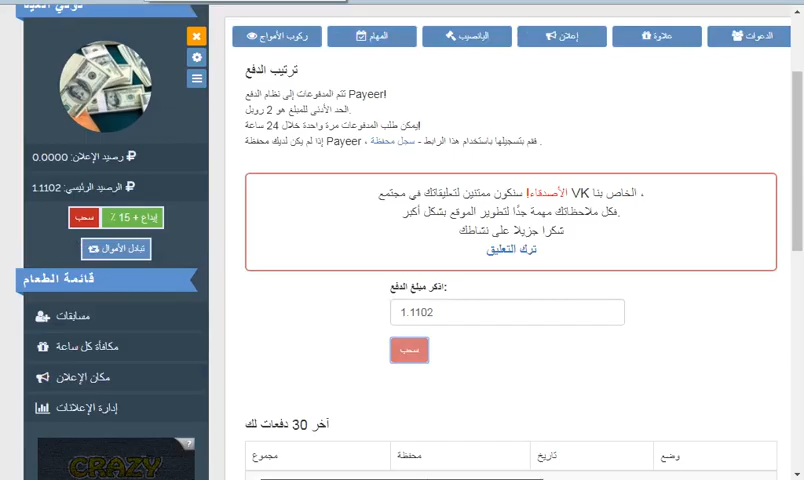 ركوب الأمواج
المهام
اليانصيب
إعلان
علاوة
الدعوات
رصيد الإعلان: 0.0000
الرصيد الرئيسي: 1.1102
سحب
إيداع + 15 ٪
تبادل الأموال
قائمة الطعام
مسابقات
مكافأة كل ساعة
مكان الإعلان
إدارة الإعلانات
CRAZY
?
ترتيب الدفع
تتم المدفوعات إلى نظام الدفع Payeer!
الحد الأدنى للمبلغ هو 2 روبل.
يمكن طلب المدفوعات مرة واحدة خلال 24 ساعة!
إذا لم يكن لديك محفظة Payeer ، فقم بتسجيلها باستخدام هذا الرابط - سجل محفظة .
الأصدقاء! سنكون ممتنين لتعليقاتك في مجتمع VK الخاص بنا ،
فكل ملاحظاتك مهمة جدًا لتطوير الموقع بشكل أكبر.
شكرا جزيلا على نشاطك
ترك التعليق
اذكر مبلغ الدفع:
1.1102
سحب
آخر 30 دفعات لك
مجموع
محفظة
تاريخ
وضع